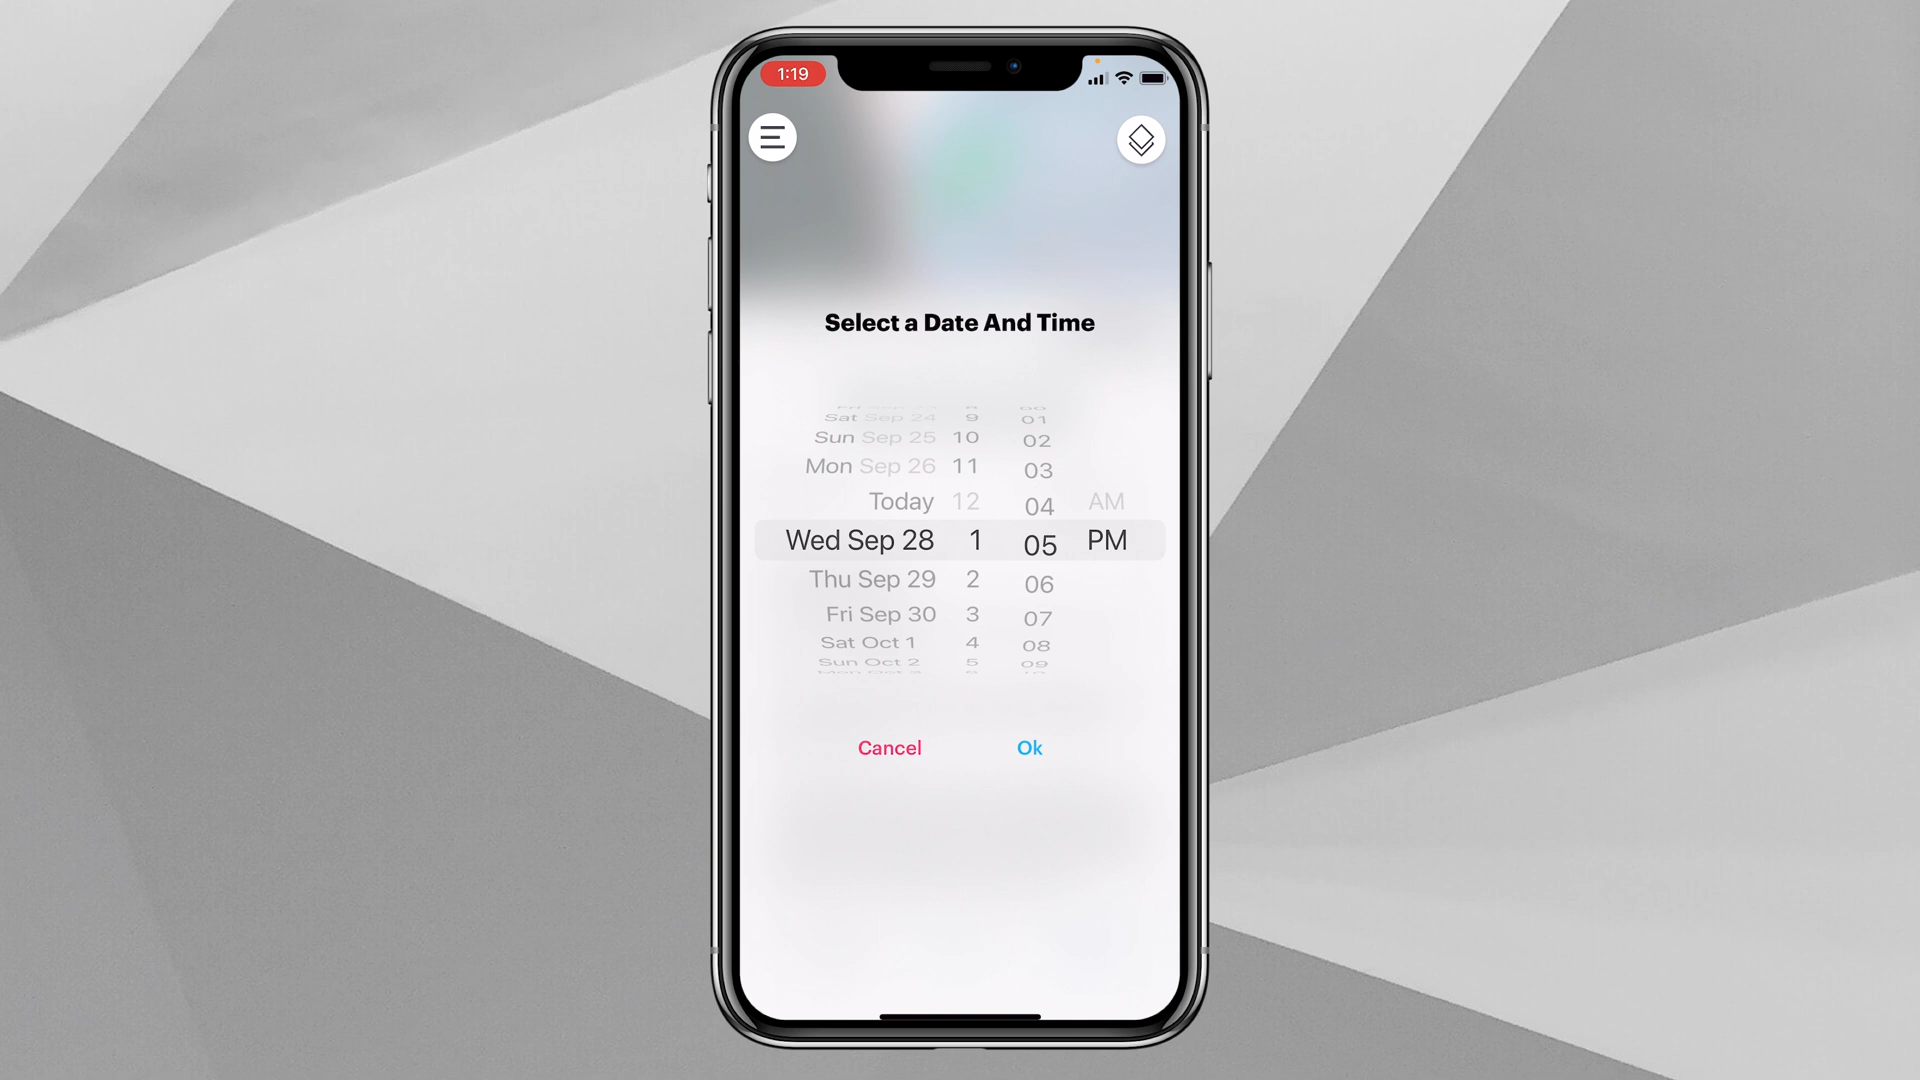 1:19
Select a Date And Time
Sat Sep 24 9 01
Sun Sep 25 10 02
Mon Sep 26 11 03
Today 12 04 AM
Wed Sep 28 1 05 PM
Thu Sep 29 2 06
Fri Sep 30 3 07
Sat Oct 1 4 08
Sun Oct 2 5 09
Cancel Ok